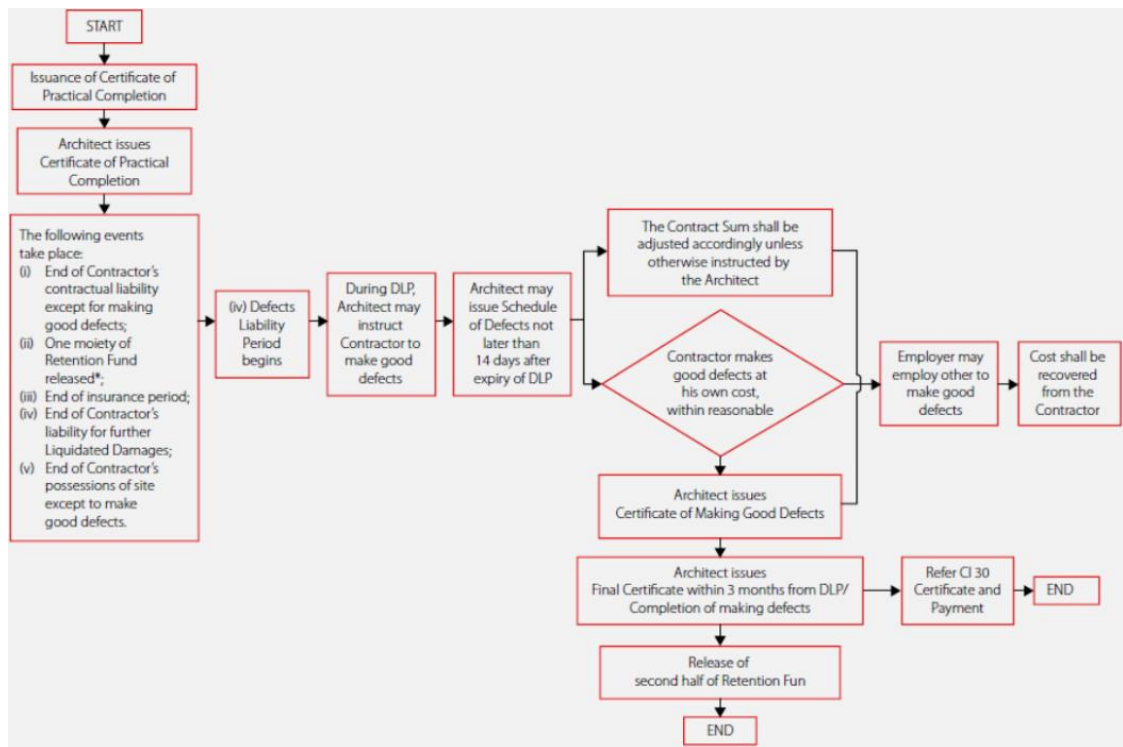 START
Issuance of Certificate of
Practical Completion
Architect issues
Certificate of Practical
Completion
The following events
take place:
(i) End of Contractor's
contractual liability
except for making
good defects;
(ii) One moiety of
Retention Fund
released*;
(iii) End of insurance period;
(iv) End of Contractor's
liability for further
Liquidated Damages;
(v) End of Contractor's
possessions of site
except to make
good defects.
(iv) Defects
Liability
Period
begins
During DLP,
Architect may
instruct
Contractor to
make good
defects
Architect may
issue Schedule
of Defects not
later than
14 days after
expiry of DLP
The Contract Sum shall be
adjusted accordingly unless
otherwise instructed by
the Architect
Contractor makes
good defects at
his own cost,
within reasonable
Employer may
employ other to
make good
defects
Cost shall be
recovered
from the
Contractor
Architect issues
Certificate of Making Good Defects
Architect issues
Final Certificate within 3 months from DLP/
Completion of making defects
Refer CI 30
Certificate and
Payment
END
Release of
second half of Retention Fun
END